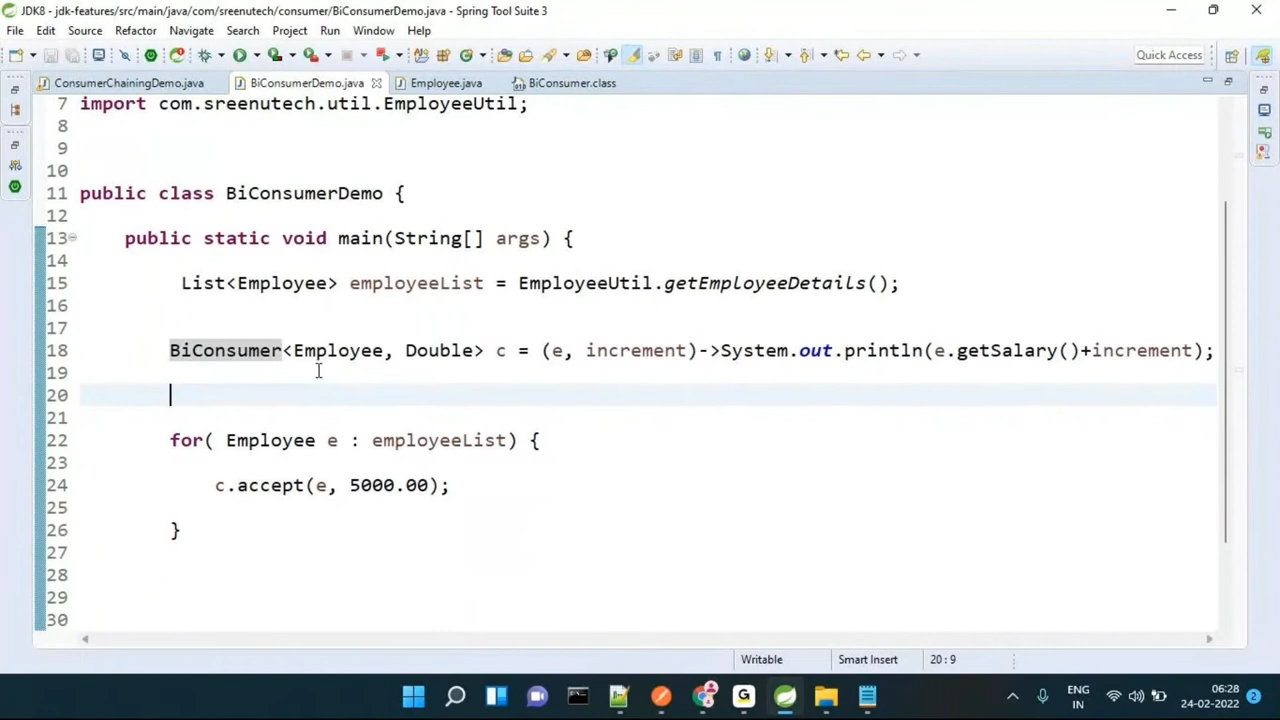 JDK8 - jdk-features/src/main/java/com/sreenutech/consumer/BiConsumerDemo.java - Spring Tool Suite 3
File Edit Source Refactor Navigate Search Project Run Window Help
Quick Access
ConsumerChainingDemo.java BiConsumerDemo.java Employee.java BiConsumer.class
7 import com.sreenutech.util.EmployeeUtil;
8
9
10
11 public class BiConsumerDemo {
12
13 public static void main(String[] args) {
14
15 List<Employee> employeeList = EmployeeUtil.getEmployeeDetails();
16
17
18 BiConsumer<Employee, Double> c = (e, increment)->System.out.println(e.getSalary()+increment);
19
20
21
22 for( Employee e : employeeList) {
23
24 c.accept(e, 5000.00);
25
26 }
27
28
29
30
Writable Smart Insert 20 : 9
ENG 06:28
IN 24-02-2022 2